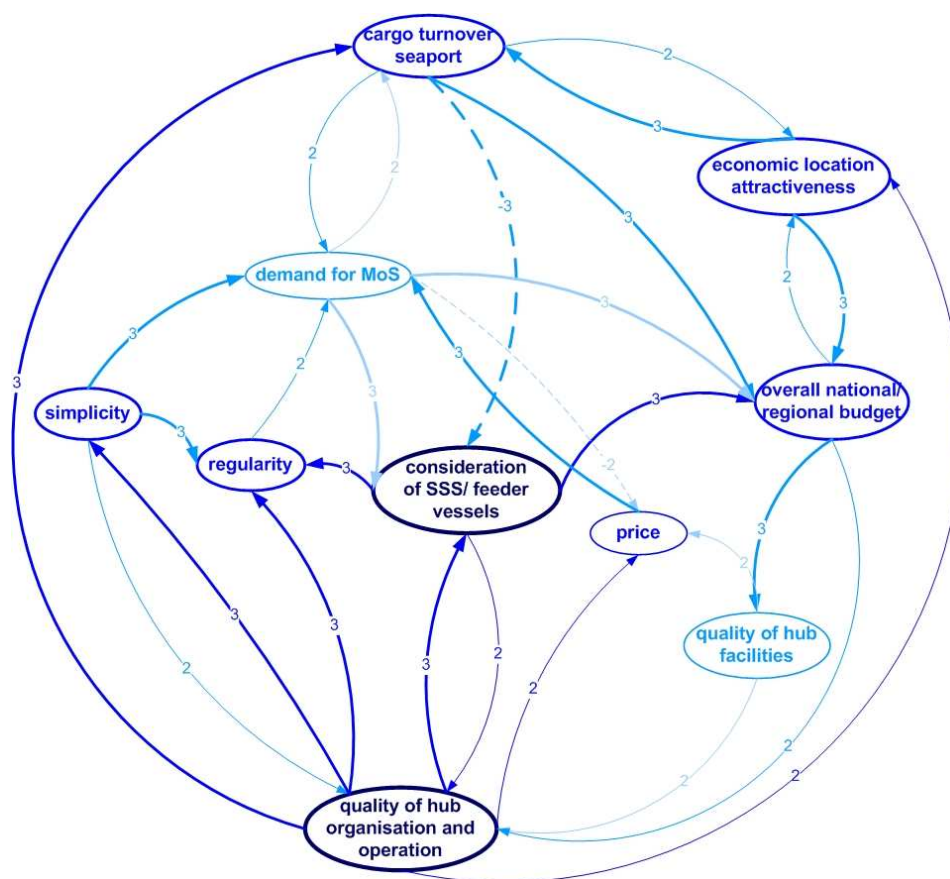 cargo turnover
seaport
2
3
economic location
attractiveness
2
2
-3
3
demand for MoS
3
2
3
3
3
3
overall national/
regional budget
simplicity
2
3
3
regularity
3
consideration
of SSS/ feeder
vessels
-2
price
3
2
quality of hub
facilities
3
2
3
2
2
2
2
2
quality of hub
organisation and
operation